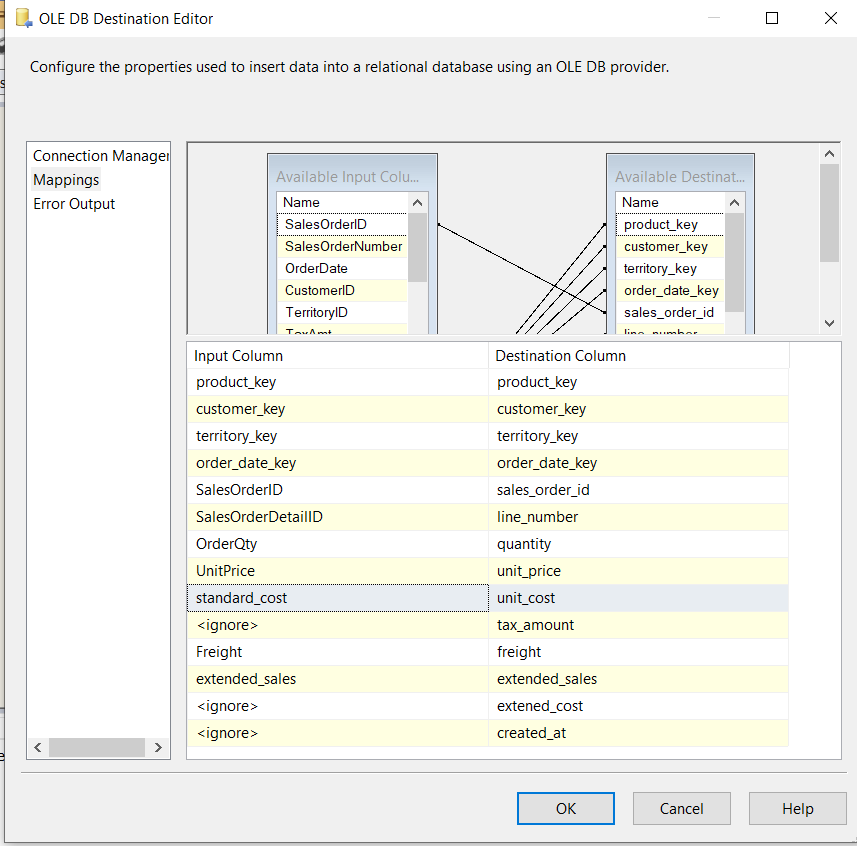 OLE DB Destination Editor
Configure the properties used to insert data into a relational database using an OLE DB provider.
Connection Manager
Mappings
Error Output
Available Input Colu...
Name
SalesOrderID
SalesOrderNumber
OrderDate
CustomerID
TerritoryID
TaxAmt
Available Destinat...
Name
product_key
customer_key
territory_key
order_date_key
sales_order_id
line_number
Input Column Destination Column
product_key product_key
customer_key customer_key
territory_key territory_key
order_date_key order_date_key
SalesOrderID sales_order_id
SalesOrderDetailID line_number
OrderQty quantity
UnitPrice unit_price
standard_cost unit_cost
<ignore> tax_amount
Freight freight
extended_sales extended_sales
<ignore> extened_cost
<ignore> created_at
OK Cancel Help